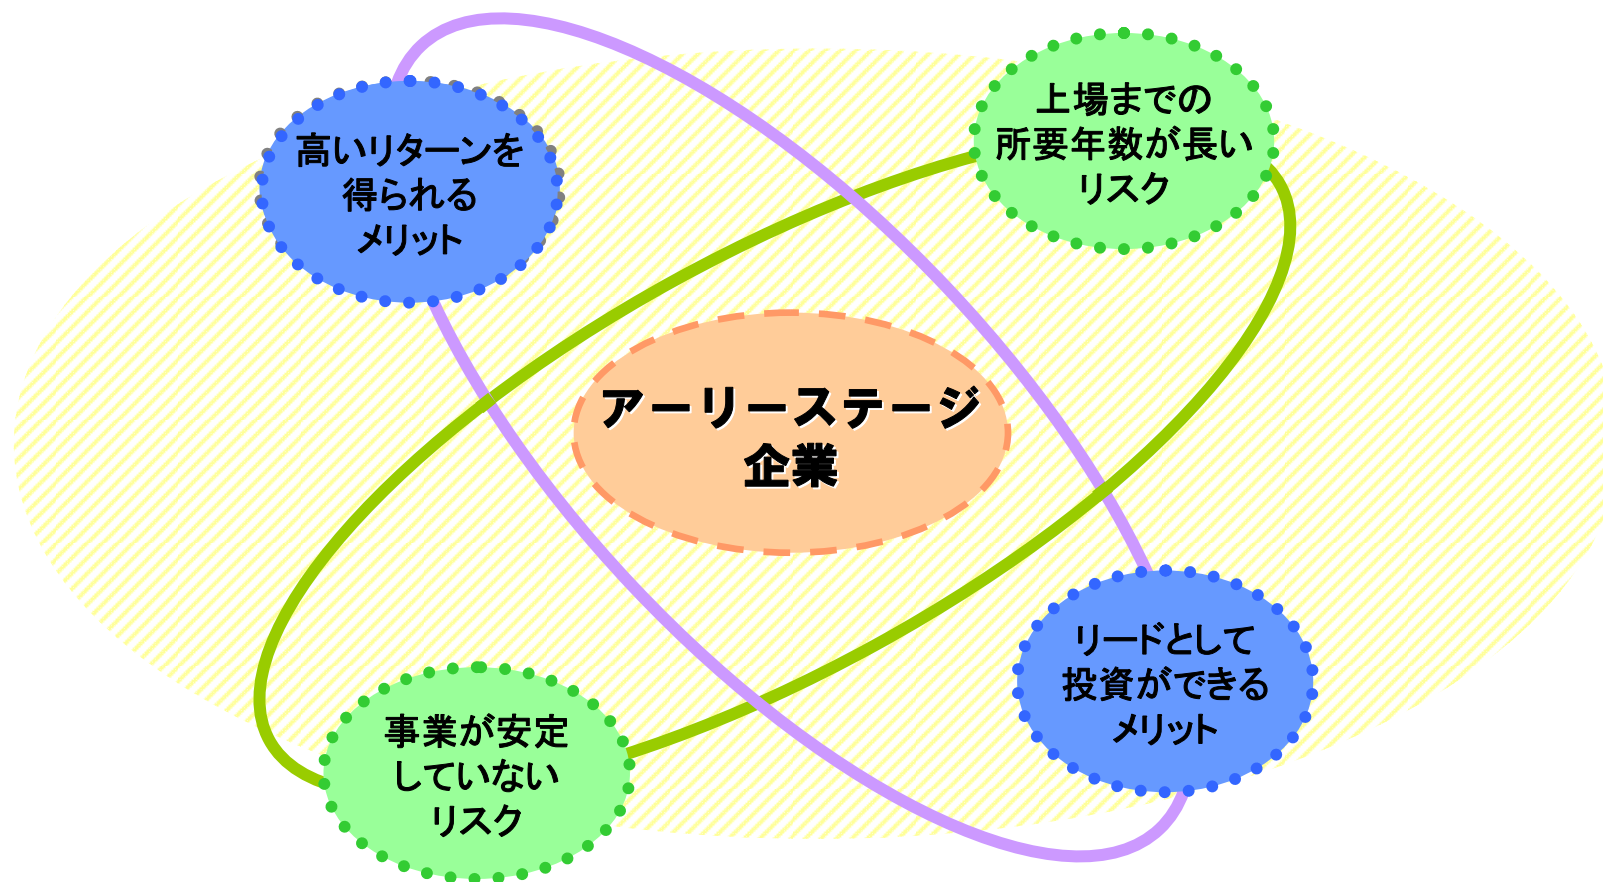 高いリターンを
得られる
メリット
上場までの
所要年数が長い
リスク
アーリーステージ
企業
事業が安定
していない
リスク
リードとして
投資ができる
メリット